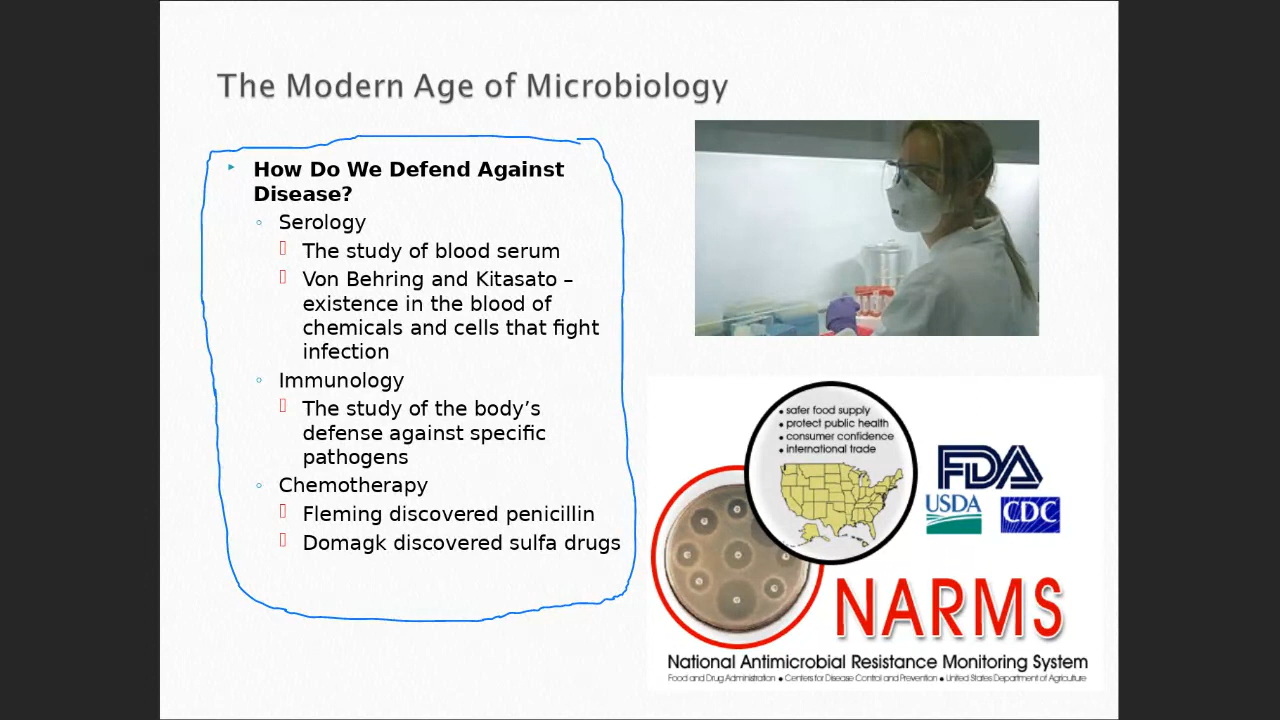 The Modern Age of Microbiology
How Do We Defend Against
Disease?
Serology
The study of blood serum
Von Behring and Kitasato –
existence in the blood of
chemicals and cells that fight
infection
Immunology
The study of the body’s
defense against specific
pathogens
Chemotherapy
Fleming discovered penicillin
Domagk discovered sulfa drugs
• safer food supply
• protect public health
• consumer confidence
• international trade
FDA
USDA
CDC
NARMS
National Antimicrobial Resistance Monitoring System
Food and Drug Administration • Centers for Disease Control and Prevention • United States Department of Agriculture